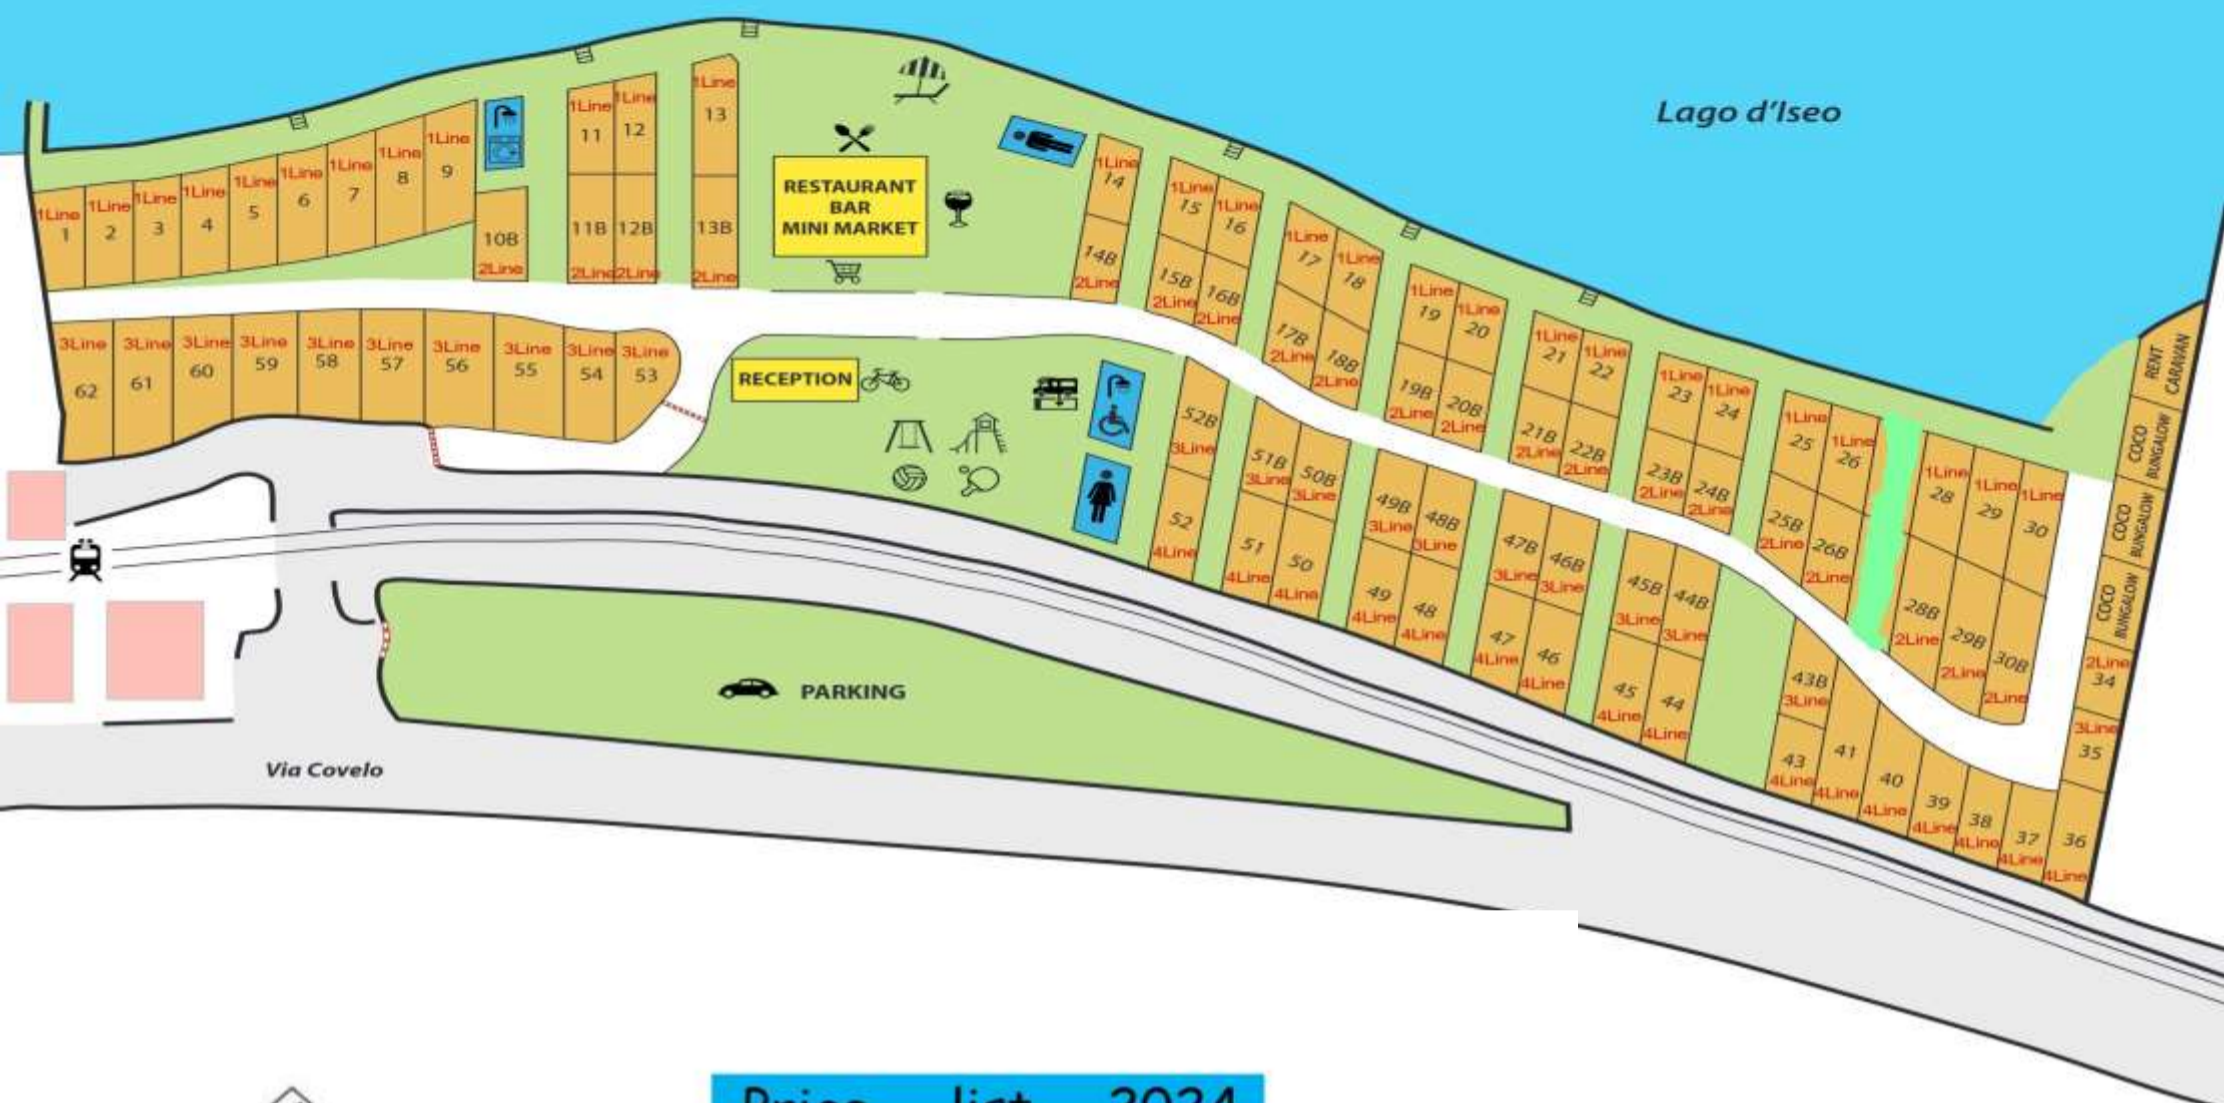 Lago d'Iseo
1Line
1
1Line
2
1Line
3
1Line
4
1Line
5
1Line
6
1Line
7
1Line
8
1Line
9
10B
2Line
1Line
11
1Line
12
11B
2Line
12B
2Line
1Line
13
13B
2Line
RESTAURANT
BAR
MINI MARKET
1Line
14
14B
2Line
1Line
15
1Line
16
15B
2Line
16B
2Line
1Line
17
1Line
18
17B
2Line
18B
2Line
1Line
19
1Line
20
19B
2Line
20B
2Line
1Line
21
1Line
22
21B
2Line
22B
2Line
1Line
23
1Line
24
23B
2Line
24B
2Line
1Line
25
1Line
26
25B
2Line
26B
2Line
1Line
28
1Line
29
1Line
30
28B
2Line
29B
2Line
30B
2Line
RENT
CARAVAN
COCO
BUNGALOW
COCO
BUNGALOW
COCO
BUNGALOW
2Line
34
3Line
35
36
4Line
3Line
62
3Line
61
3Line
60
3Line
59
3Line
58
3Line
57
3Line
56
3Line
55
3Line
54
3Line
53
RECEPTION
52B
3Line
52
4Line
51B
3Line
50B
3Line
51
4Line
50
4Line
49B
3Line
48B
3Line
49
4Line
48
4Line
47B
3Line
46B
3Line
47
4Line
46
4Line
45B
3Line
44B
3Line
45
4Line
44
4Line
43B
3Line
43
4Line
41
4Line
40
4Line
39
4Line
38
4Line
37
4Line
PARKING
Via Covelo
Price list 2024